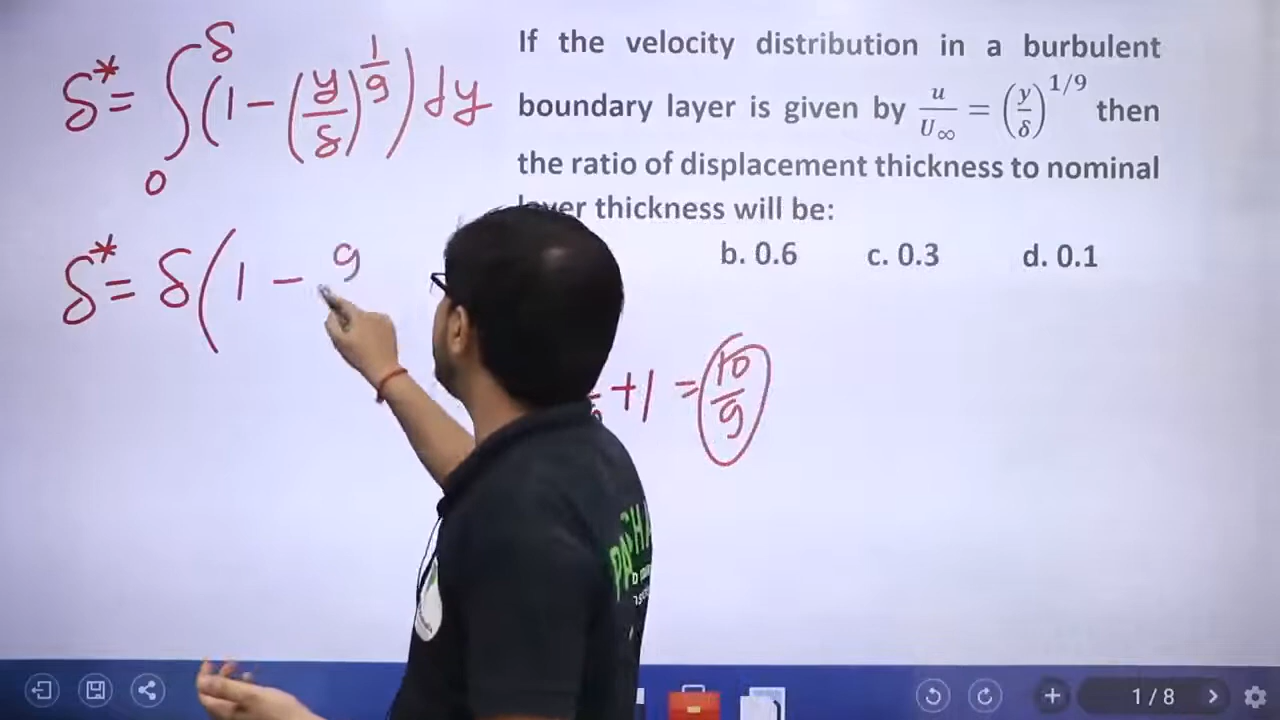 δ* = ∫₀^δ (1 − (y/δ)^(1/9)) dy
δ* = δ(1 − 9
+1 = 10/9
If the velocity distribution in a burbulent
boundary layer is given by u/U∞ = (y/δ)^1/9 then
the ratio of displacement thickness to nominal
layer thickness will be:
b. 0.6 c. 0.3 d. 0.1
1 / 8